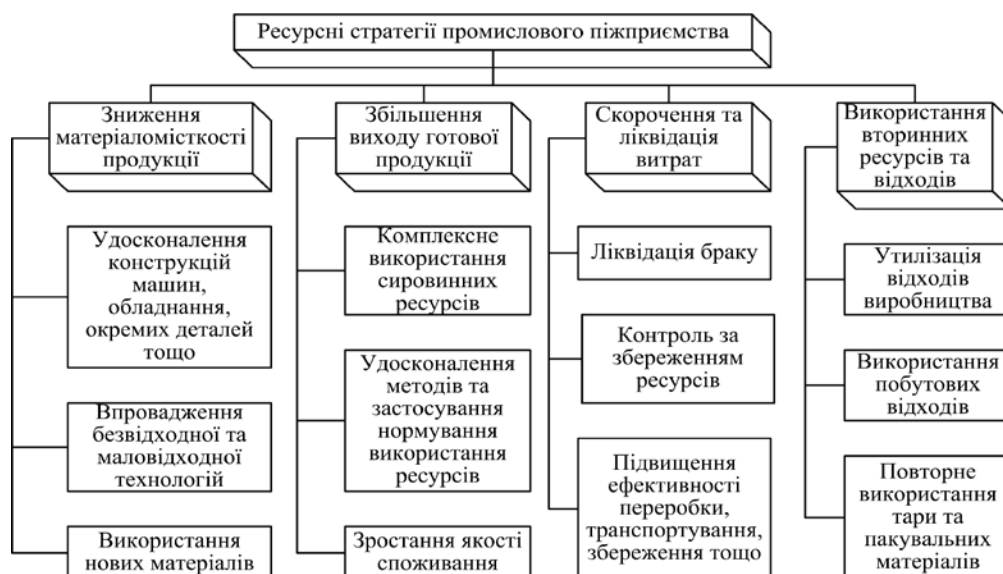 Ресурсні стратегії промислового піжприємства
Зниження
матеріаломісткості
продукції
Удосконалення
конструкцій
машин,
обладнання,
окремих деталей
тощо
Впровадження
безвідходної та
маловідходної
технологій
Використання
нових матеріалів
Збільшення
виходу готової
продукції
Комплексне
використання
сировинних
ресурсів
Удосконалення
методів та
застосування
нормування
використання
ресурсів
Зростання якості
споживання
Скорочення та
ліквідація
витрат
Ліквідація браку
Контроль за
збереженням
ресурсів
Підвищення
ефективності
переробки,
транспортування,
збереження тощо
Використання
вторинних
ресурсів та
відходів
Утилізація
відходів
виробництва
Використання
побутових
відходів
Повторне
використання
тари та
пакувальних
матеріалів